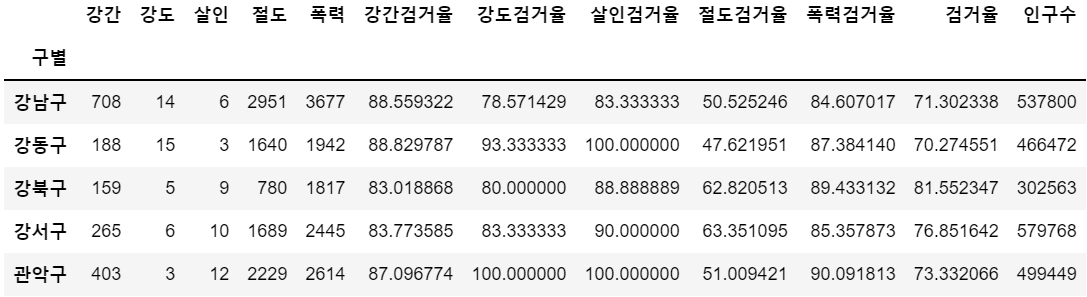 강간 강도 살인 절도 폭력 강간검거율 강도검거율 살인검거율 절도검거율 폭력검거율 검거율 인구수
구별
강남구 708 14 6 2951 3677 88.559322 78.571429 83.333333 50.525246 84.607017 71.302338 537800
강동구 188 15 3 1640 1942 88.829787 93.333333 100.000000 47.621951 87.384140 70.274551 466472
강북구 159 5 9 780 1817 83.018868 80.000000 88.888889 62.820513 89.433132 81.552347 302563
강서구 265 6 10 1689 2445 83.773585 83.333333 90.000000 63.351095 85.357873 76.851642 579768
관악구 403 3 12 2229 2614 87.096774 100.000000 100.000000 51.009421 90.091813 73.332066 499449